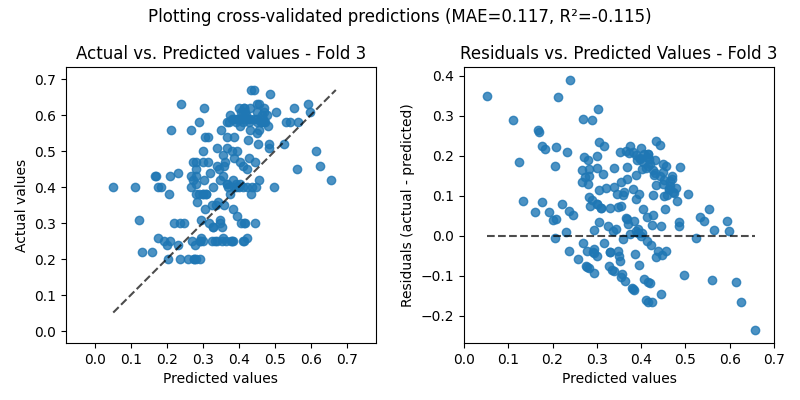 Plotting cross-validated predictions (MAE=0.117, R²=-0.115)
Actual vs. Predicted values - Fold 3
Actual values
0.7
0.6
0.5
0.4
0.3
0.2
0.1
0.0
0.0 0.1 0.2 0.3 0.4 0.5 0.6 0.7
Predicted values
Residuals vs. Predicted Values - Fold 3
Residuals (actual - predicted)
0.4
0.3
0.2
0.1
0.0
−0.1
−0.2
0.0 0.1 0.2 0.3 0.4 0.5 0.6 0.7
Predicted values